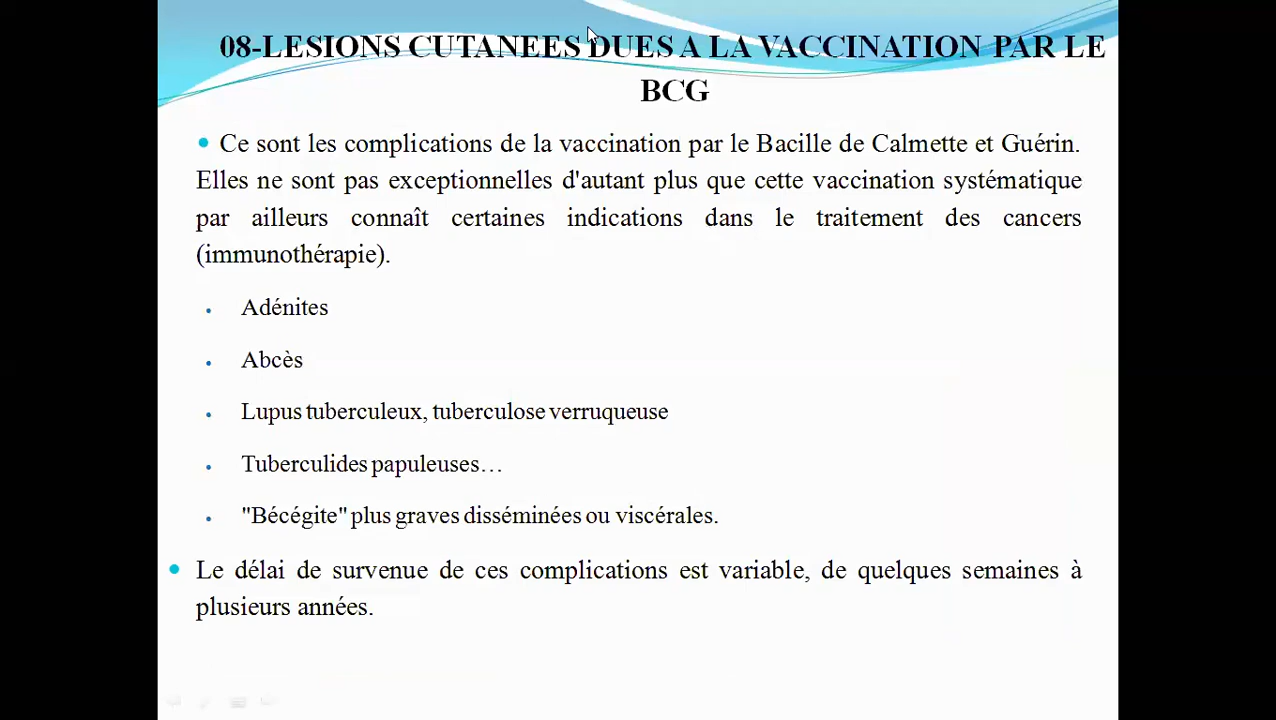 08-LESIONS CUTANEES DUES A LA VACCINATION PAR LE
BCG
Ce sont les complications de la vaccination par le Bacille de Calmette et Guérin.
Elles ne sont pas exceptionnelles d'autant plus que cette vaccination systématique
par ailleurs connaît certaines indications dans le traitement des cancers
(immunothérapie).
Adénites
Abcès
Lupus tuberculeux, tuberculose verruqueuse
Tuberculides papuleuses…
"Bécégite" plus graves disséminées ou viscérales.
Le délai de survenue de ces complications est variable, de quelques semaines à
plusieurs années.